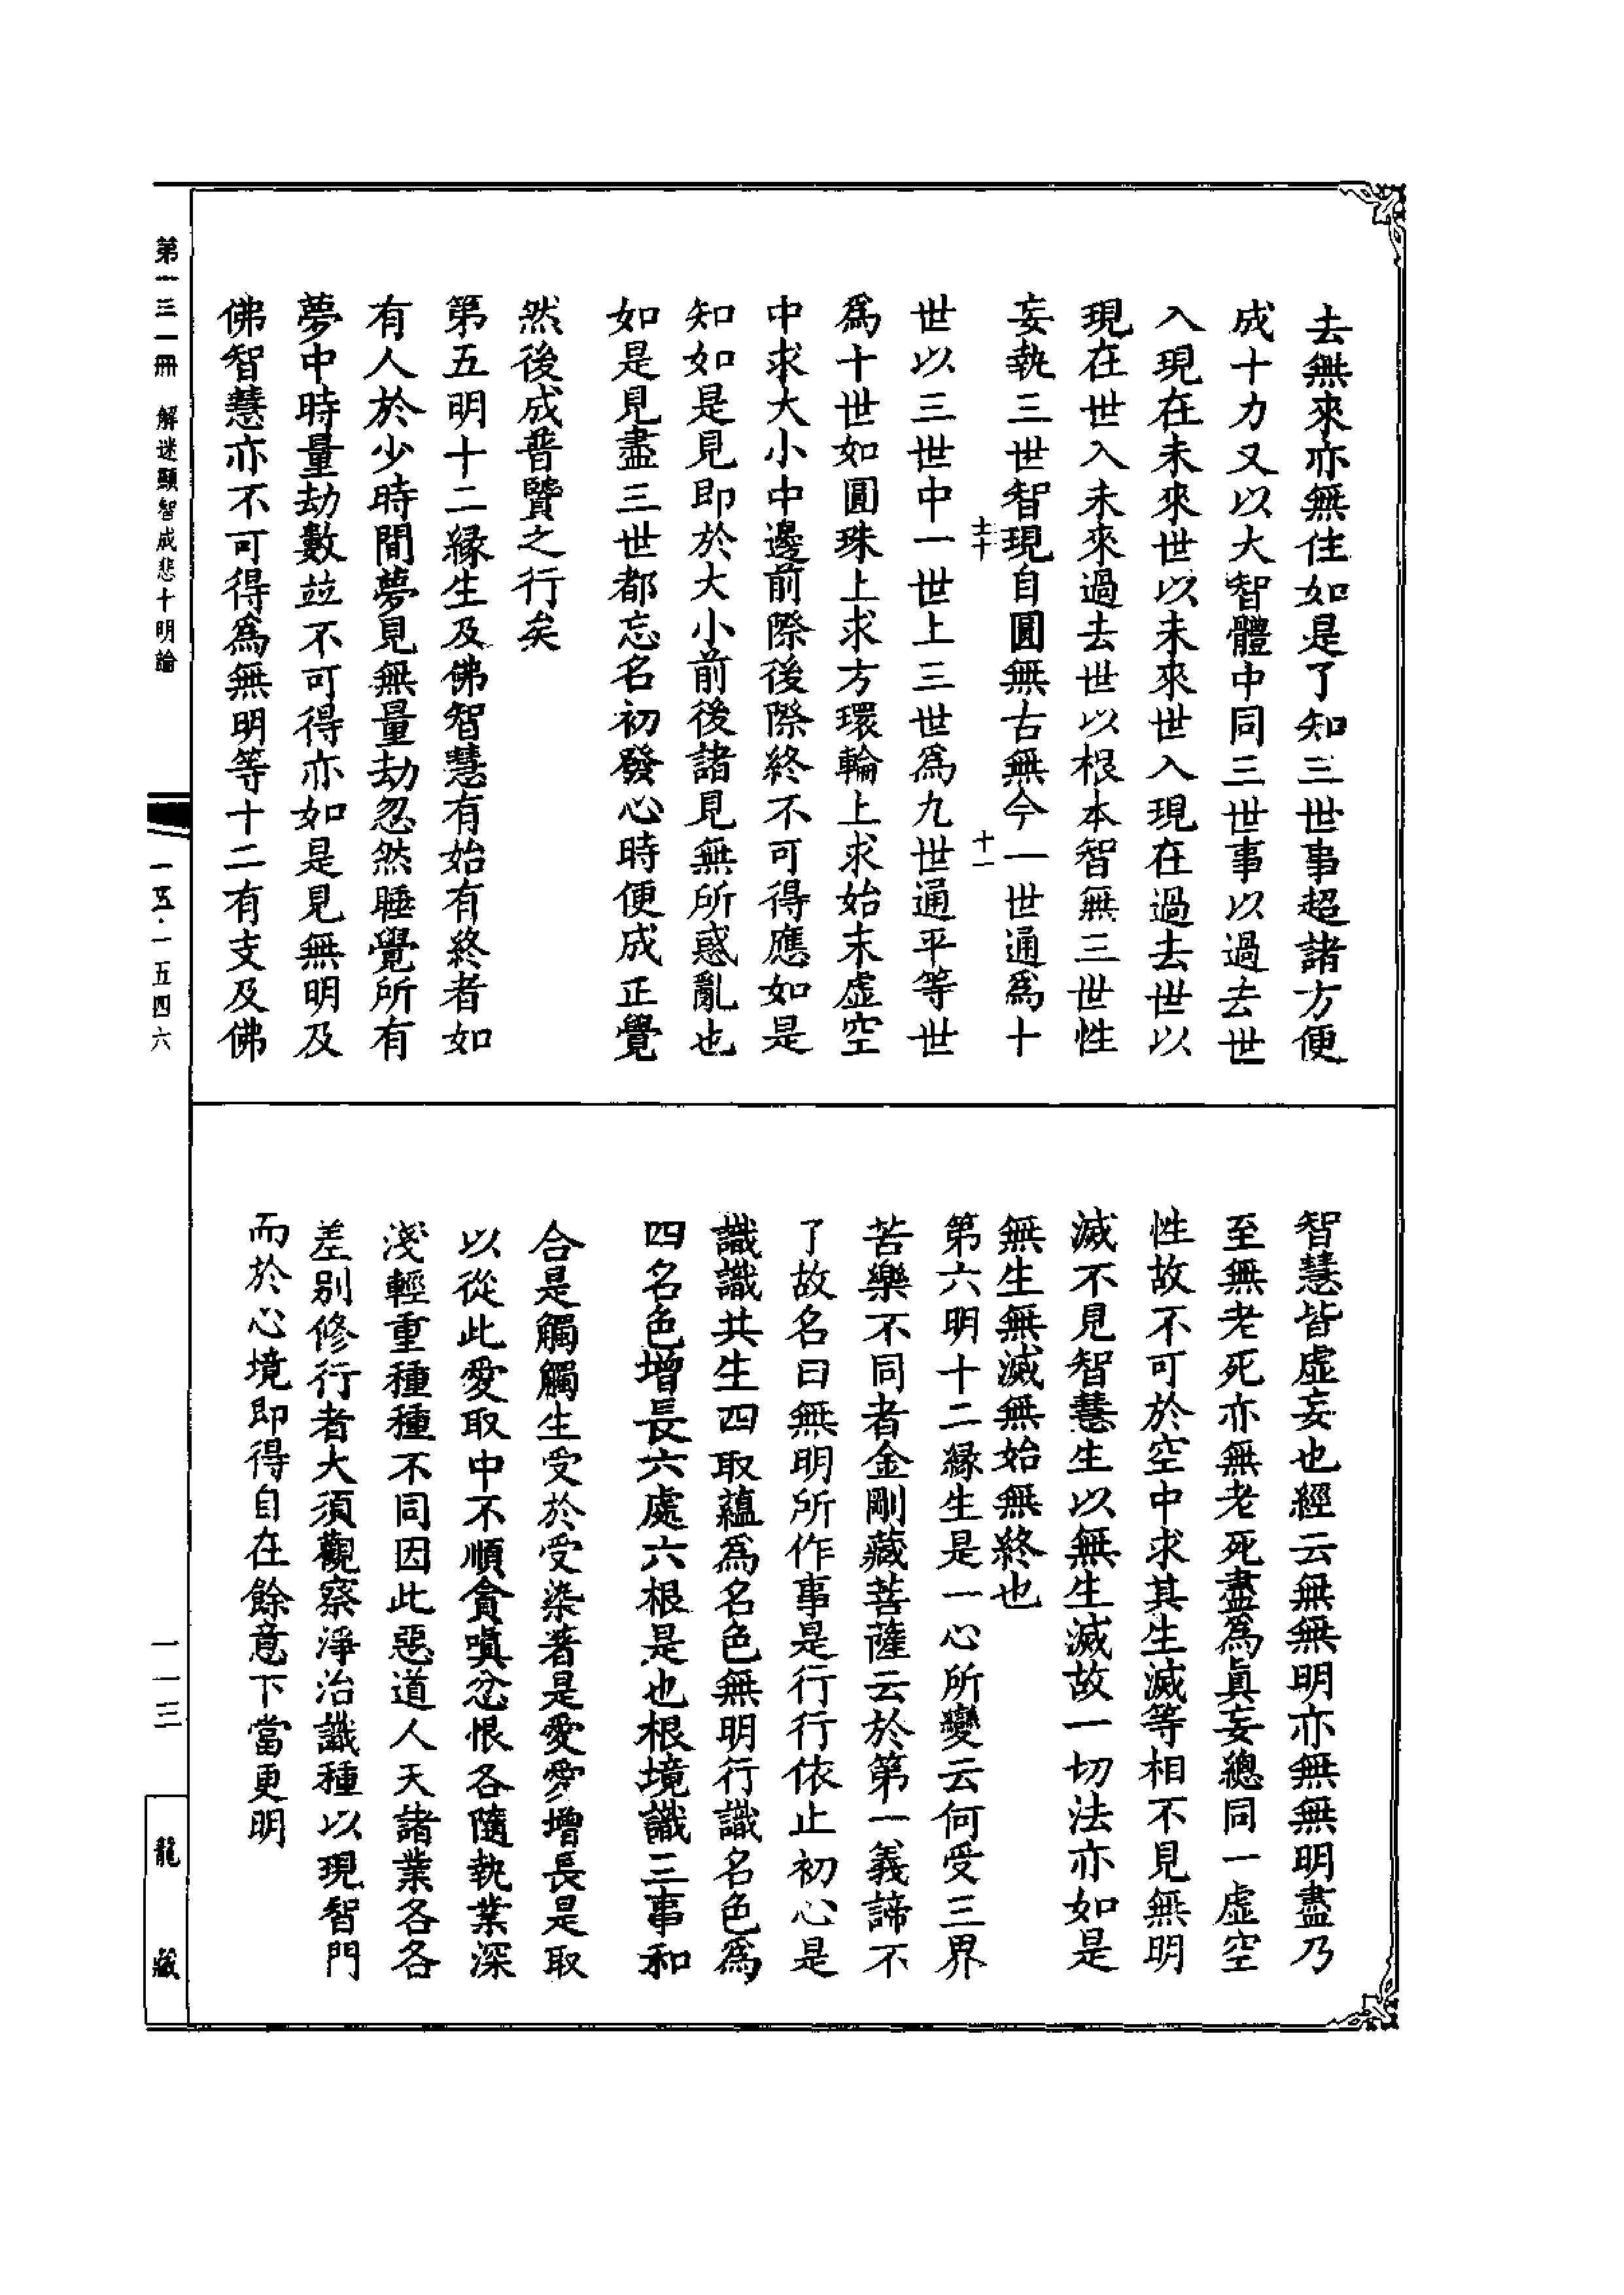 去無來亦無住如是了知三世事超諸方便
成十力又以大智體中同三世事以過去世
入現在未來世以未來世入現在過去世以
現在世入未來過去世以根本智無三世性
妄執三世智現自圓無古無今一世通爲十
十一
世以三世中一世上三世爲九世通平等世
爲十世如圓珠上求方環輪上求始末虛空
中求大小中邊前際後際終不可得應如是
知如是見即於大小前後諸見無所惑亂也
如是見盡三世都忘名初發心時便成正覺
然後成普賢之行矣
第五明十二緣生及佛智慧有始有終者如
有人於少時間夢見無量劫忽然睡覺所有
夢中時量劫數竝不可得亦如是見無明及
佛智慧亦不可得爲無明等十二有支及佛
智慧皆虛妄也經云無無明亦無無明盡乃
至無老死亦無老死盡爲眞妄總同一虛空
性故不可於空中求其生滅等相不見無明
滅不見智慧生以無生滅故一切法亦如是
無生無滅無始無終也
第六明十二緣生是一心所變云何受三界
苦樂不同者金剛藏菩薩云於第一義諦不
了故名曰無明所作事是行行依止初心是
識識共生四取蘊爲名色無明行識名色爲
四名色增長六處六根是也根境識三事和
合是觸觸生受於受染著是愛愛增長是取
以從此愛取中不順貪嗔忿恨各隨執業深
淺輕重種種不同因此惡道人天諸業各各
差別修行者大須觀察淨治識種以現智門
而於心境即得自在餘意下當更明
第一三一冊 解迷顯智成悲十明論
一五·一五四六
一一三
龍藏